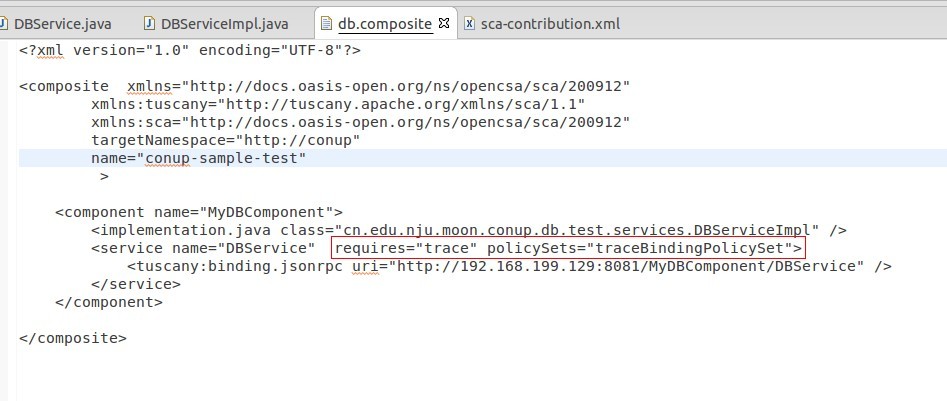 DBService.java DBServiceImpl.java db.composite sca-contribution.xml
<?xml version="1.0" encoding="UTF-8"?>
<composite xmlns="http://docs.oasis-open.org/ns/opencsa/sca/200912"
xmlns:tuscany="http://tuscany.apache.org/xmlns/sca/1.1"
xmlns:sca="http://docs.oasis-open.org/ns/opencsa/sca/200912"
targetNamespace="http://conup"
name="conup-sample-test"
>
<component name="MyDBComponent">
<implementation.java class="cn.edu.nju.moon.conup.db.test.services.DBServiceImpl" />
<service name="DBService" requires="trace" policySets="traceBindingPolicySet">
<tuscany:binding.jsonrpc uri="http://192.168.199.129:8081/MyDBComponent/DBService" />
</service>
</component>
</composite>